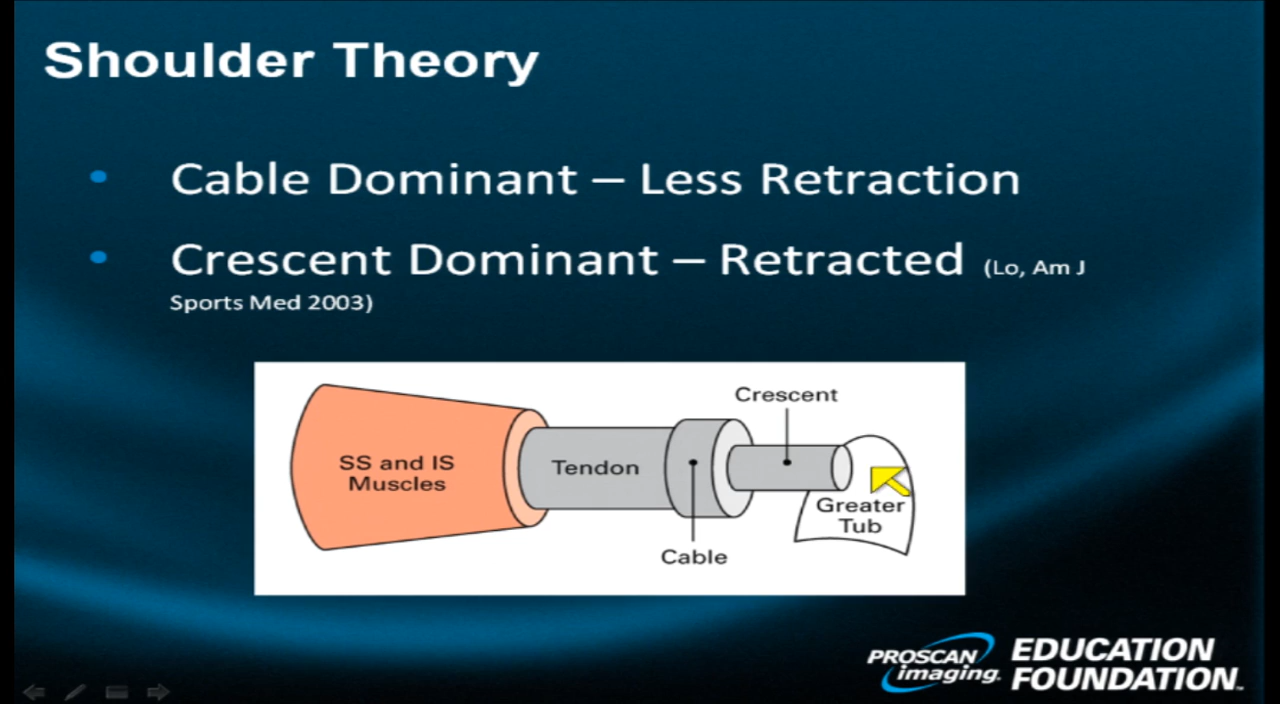 Shoulder Theory
• Cable Dominant – Less Retraction
• Crescent Dominant – Retracted (Lo, Am J
Sports Med 2003)
Crescent
SS and IS
Muscles
Tendon
Greater
Tub
Cable
PROSCAN
imaging.
EDUCATION
FOUNDATION.